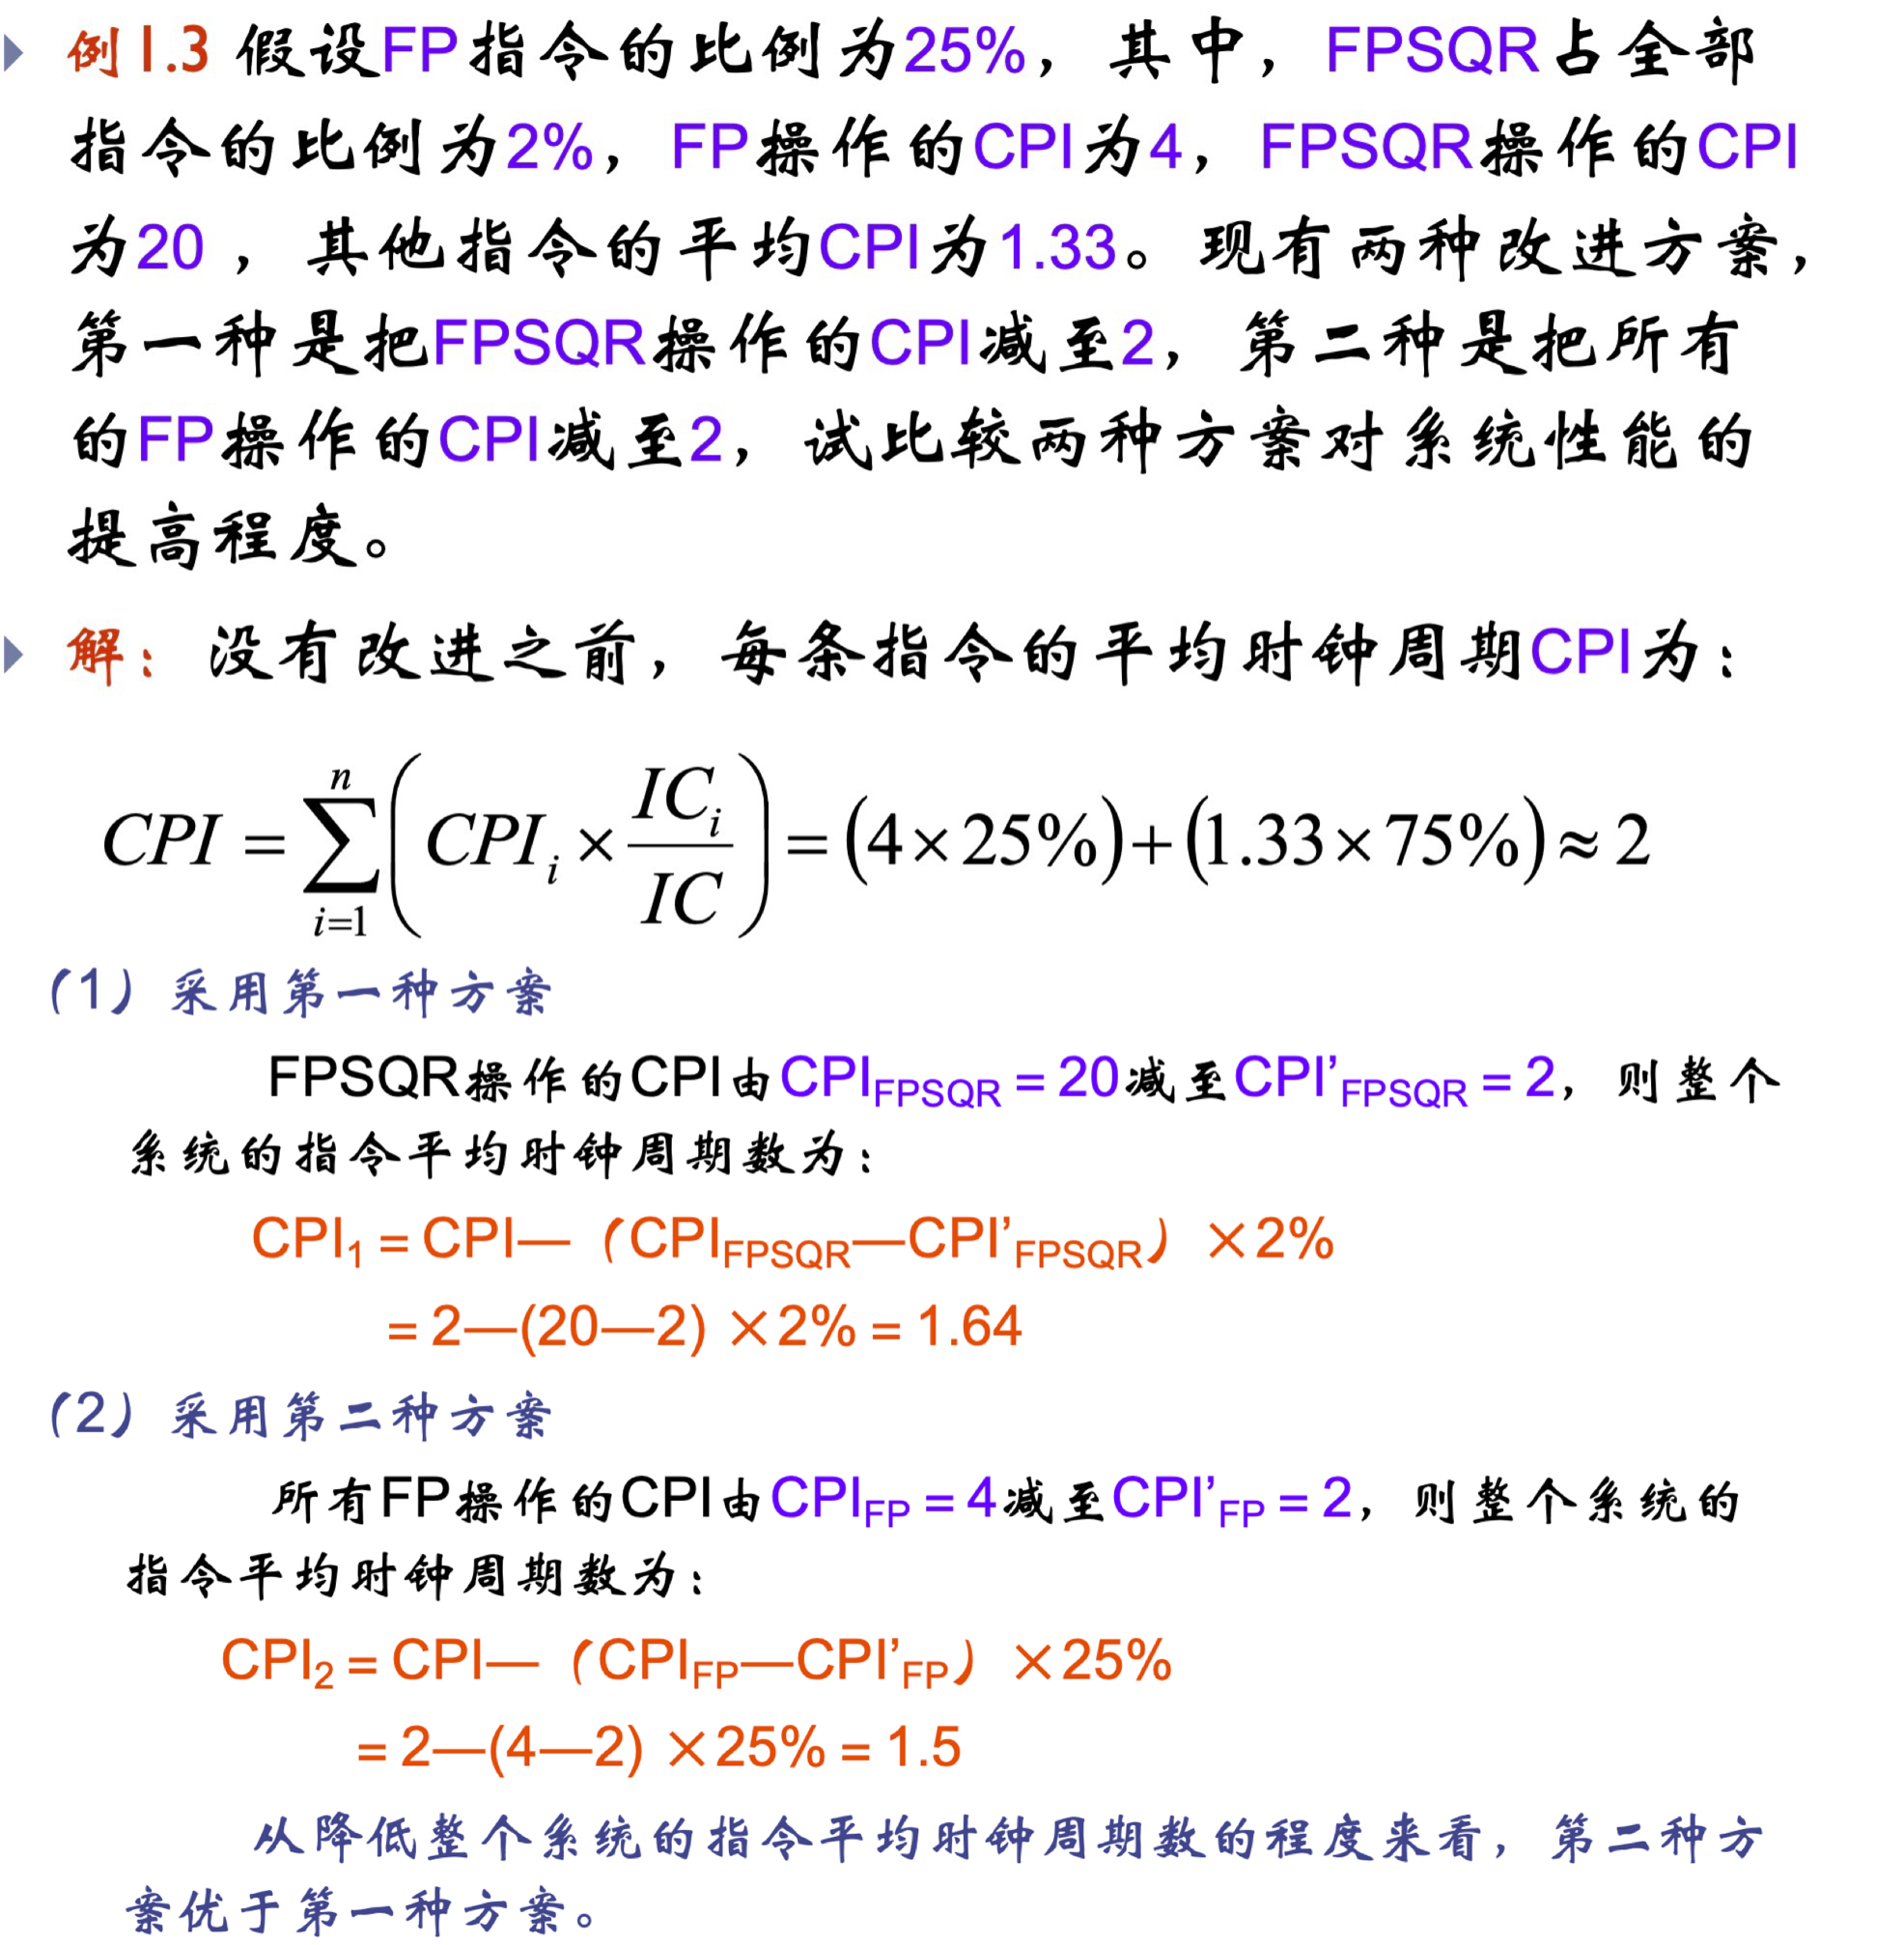 例1.3 假设FP指令的比例为25%，其中，FPSQR占全部
指令的比例为2%，FP操作的CPI为4，FPSQR操作的CPI
为20，其他指令的平均CPI为1.33。现有两种改进方案，
第一种是把FPSQR操作的CPI减至2，第二种是把所有
的FP操作的CPI减至2，试比较两种方案对系统性能的
提高程度。
解：没有改进之前，每条指令的平均时钟周期CPI为：
$CPI = \sum_{i=1}^{n}\left(CPI_i \times \frac{IC_i}{IC}\right) = (4×25\%)+(1.33×75\%)≈2$
（1）采用第一种方案
FPSQR操作的CPI由CPI_{FPSQR}＝20减至CPI’_{FPSQR}＝2，则整个
系统的指令平均时钟周期数为：
CPI_1＝CPI—（CPI_{FPSQR}—CPI’_{FPSQR}）×2%
＝2—(20—2) ×2%＝1.64
（2）采用第二种方案
所有FP操作的CPI由CPI_{FP}＝4减至CPI’_{FP}＝2，则整个系统的
指令平均时钟周期数为：
CPI_2＝CPI—（CPI_{FP}—CPI’_{FP}）×25%
＝2—(4—2) ×25%＝1.5
从降低整个系统的指令平均时钟周期数的程度来看，第二种方
案优于第一种方案。